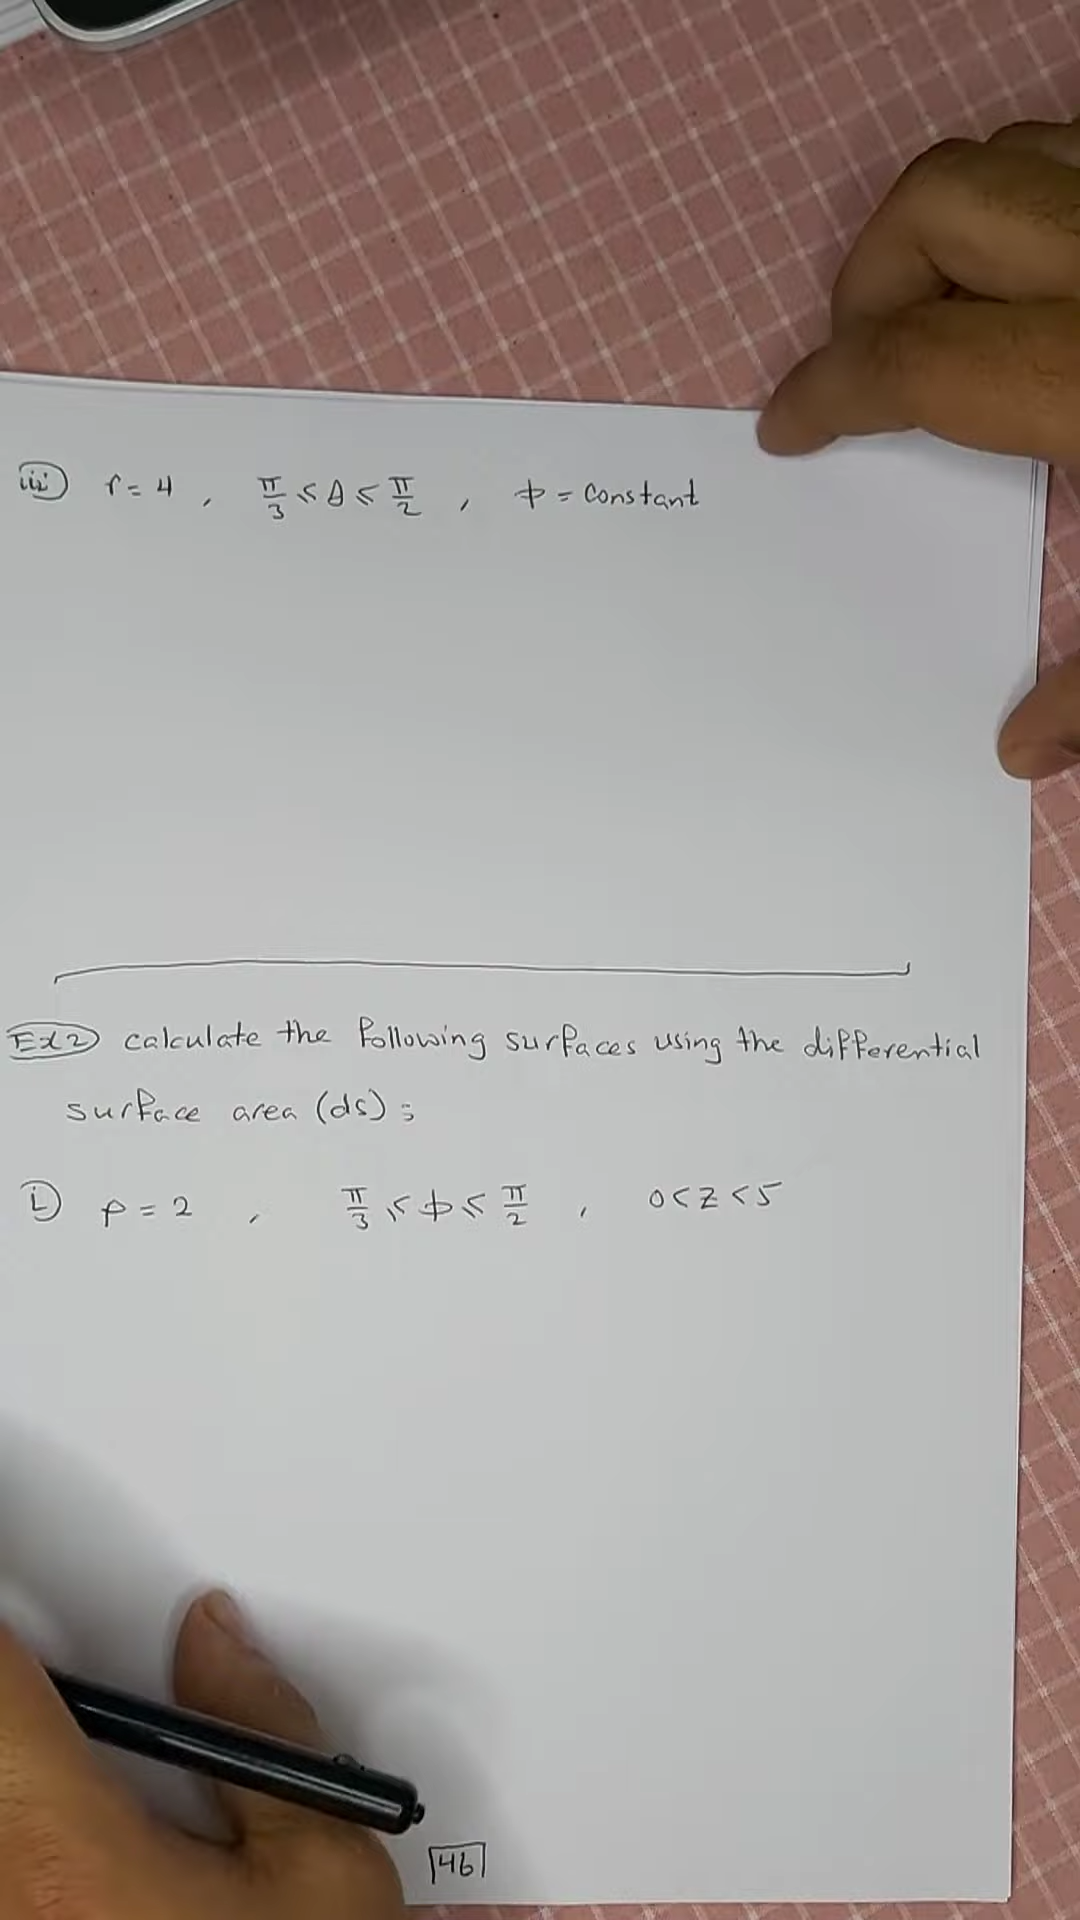 iii r = 4 , π/3 ≤ θ ≤ π/2 , ϕ = constant
Ex2 calculate the following surfaces using the differential
surface area (ds) :
i ρ = 2 , π/3 ≤ ϕ ≤ π/2 , 0 < z < 5
46